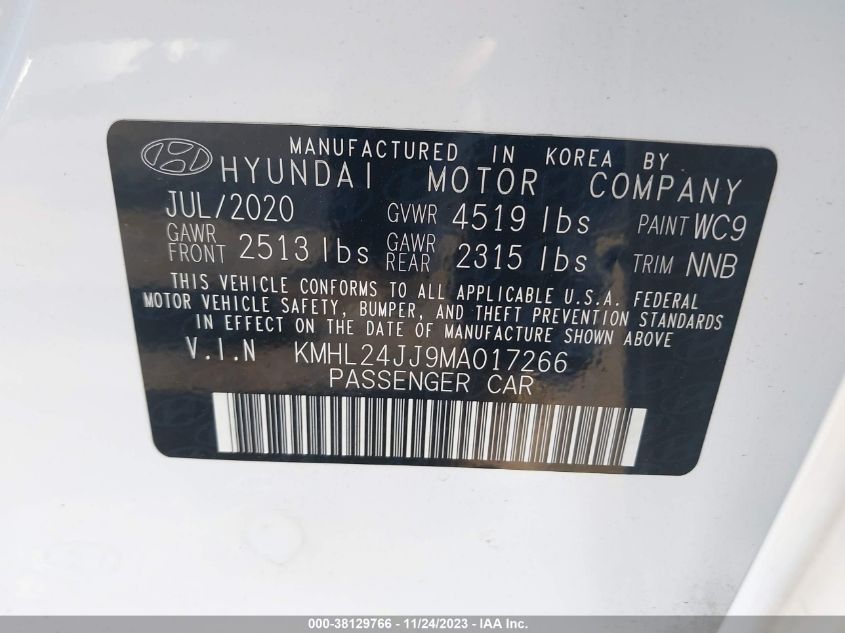 MANUFACTURED IN KOREA BY
HYUNDAI MOTOR COMPANY
JUL/2020 GVWR 4519 lbs PAINT WC9
GAWR FRONT 2513 lbs GAWR REAR 2315 lbs TRIM NNB
THIS VEHICLE CONFORMS TO ALL APPLICABLE U.S.A. FEDERAL
MOTOR VEHICLE SAFETY, BUMPER, AND THEFT PREVENTION STANDARDS
IN EFFECT ON THE DATE OF MANUFACTURE SHOWN ABOVE
V.I.N KMHL24JJ9MA017266
PASSENGER CAR
000-38129766 - 11/24/2023 - IAA Inc.